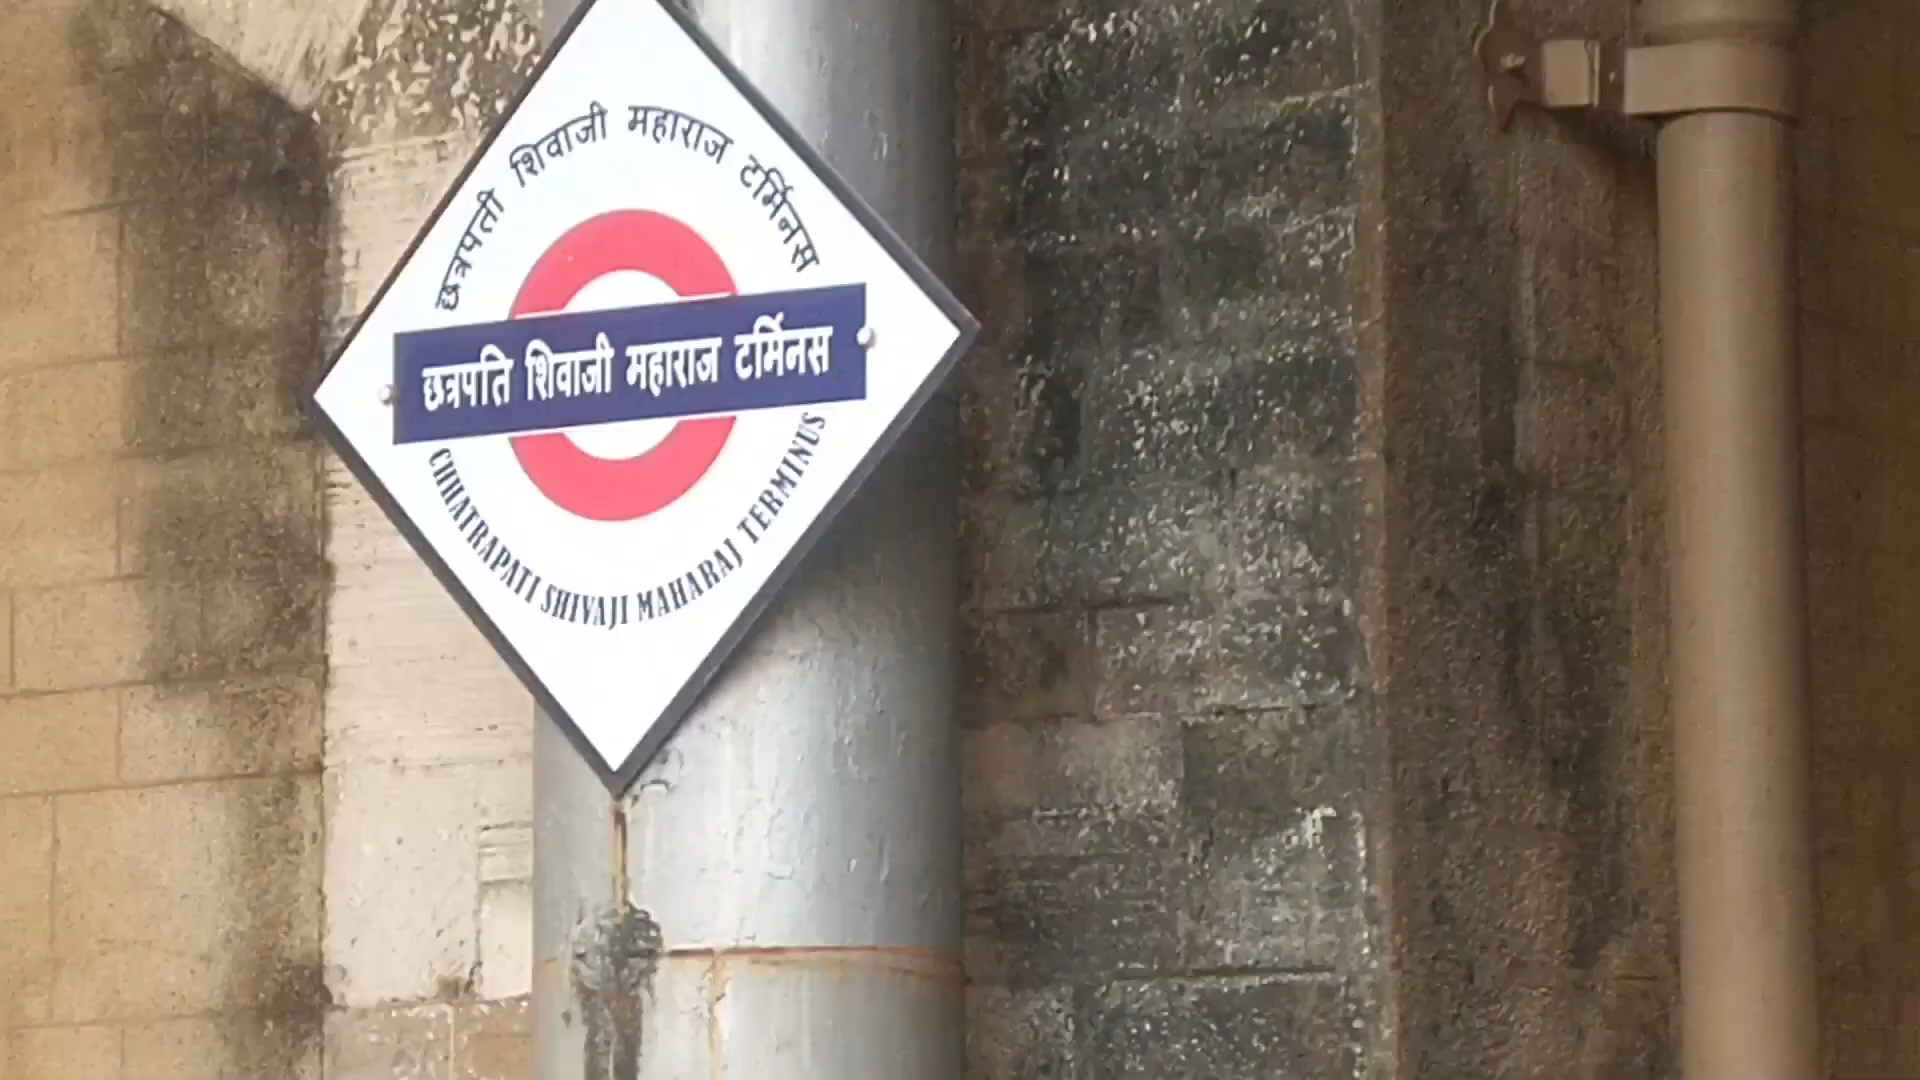 छत्रपती शिवाजी महाराज टर्मिनस
छत्रपति शिवाजी महाराज टर्मिनस
CHHATRAPATI SHIVAJI MAHARAJ TERMINUS